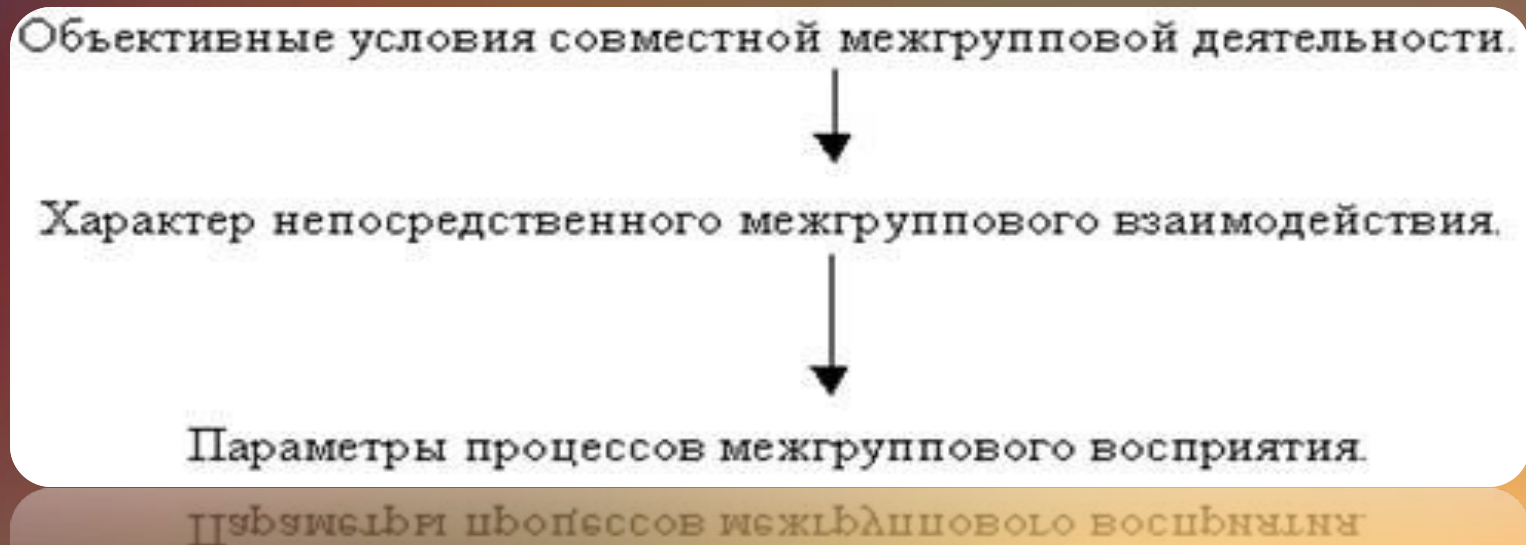 Объективные условия совместной межгрупповой деятельности.
Характер непосредственного межгруппового взаимодействия.
Параметры процессов межгруппового восприятия.